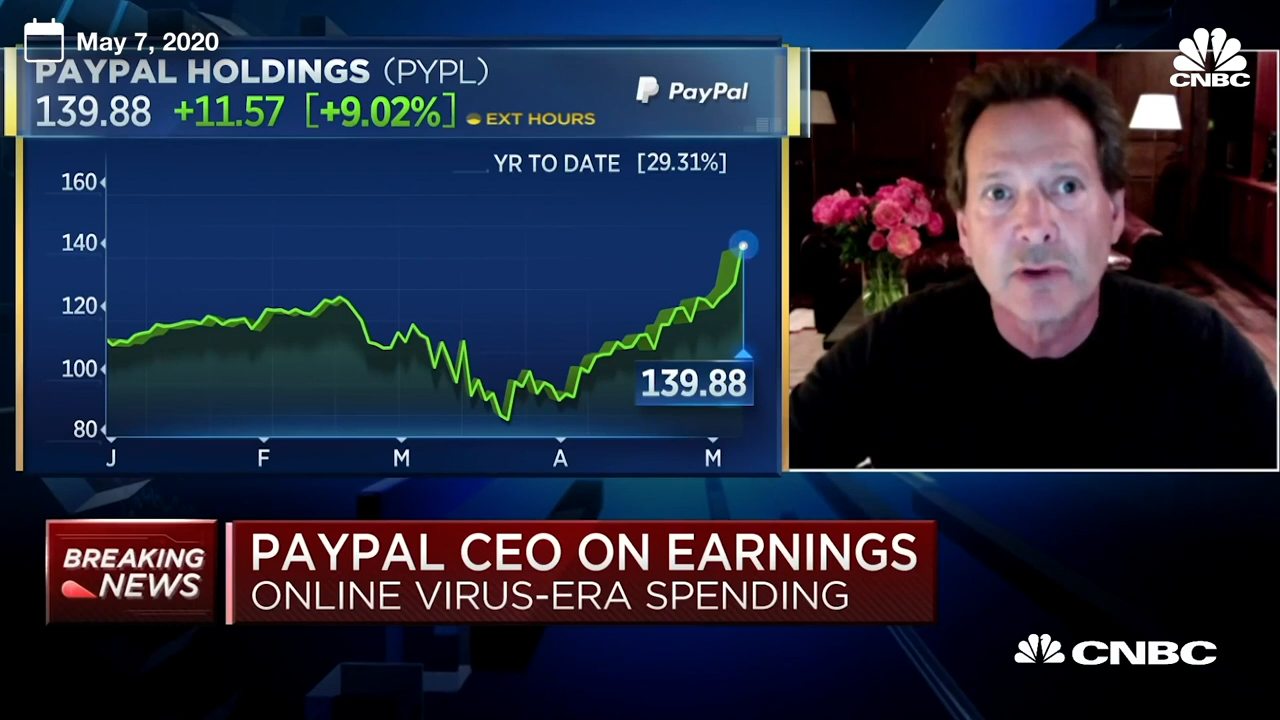 May 7, 2020
CNBC
PAYPAL HOLDINGS (PYPL)
139.88 +11.57 [+9.02%] EXT HOURS
PayPal
YR TO DATE [29.31%]
160
140
120
100
80
139.88
J F M A M
BREAKING NEWS
PAYPAL CEO ON EARNINGS
ONLINE VIRUS-ERA SPENDING
CNBC